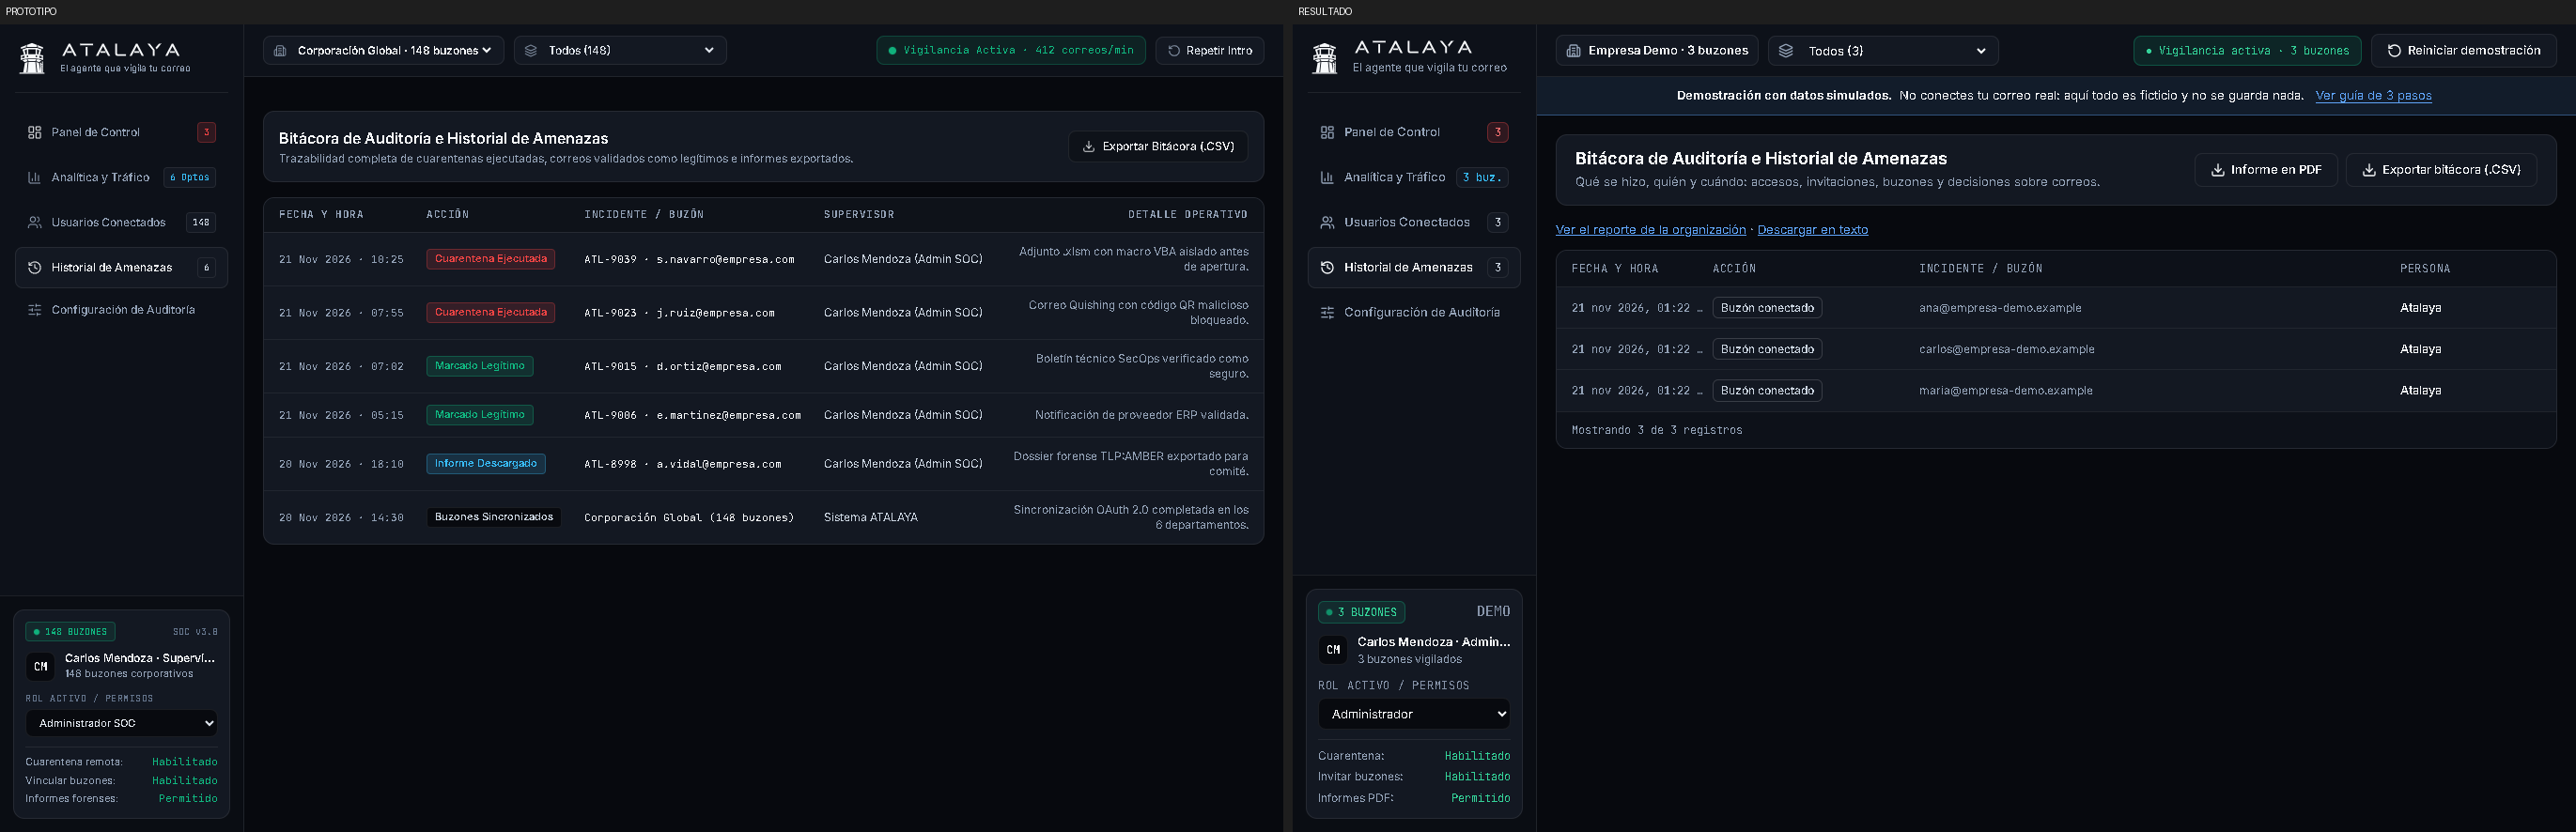 PROTOTIPO
ATALAYA
El agente que vigila tu correo
Panel de Control 3
Analítica y Tráfico 6 Dptos
Usuarios Conectados 148
Historial de Amenazas 6
Configuración de Auditoría
148 BUZONES SOC v3.8
CM Carlos Mendoza · Supervi...
148 buzones corporativos
ROL ACTIVO / PERMISOS
Administrador SOC
Cuarentena remota: Habilitado
Vincular buzones: Habilitado
Informes forenses: Permitido
Corporación Global · 148 buzones
Todos (148)
Vigilancia Activa · 412 correos/min
Repetir Intro
Bitácora de Auditoría e Historial de Amenazas
Trazabilidad completa de cuarentenas ejecutadas, correos validados como legítimos e informes exportados.
Exportar Bitácora (.CSV)
FECHA Y HORA ACCIÓN INCIDENTE / BUZÓN SUPERVISOR DETALLE OPERATIVO
21 Nov 2026 · 10:25 Cuarentena Ejecutada ATL-9039 · s.navarro@empresa.com Carlos Mendoza (Admin SOC) Adjunto .xlsm con macro VBA aislado antes
de apertura.
21 Nov 2026 · 07:55 Cuarentena Ejecutada ATL-9023 · j.ruiz@empresa.com Carlos Mendoza (Admin SOC) Correo Quishing con código QR malicioso
bloqueado.
21 Nov 2026 · 07:02 Marcado Legítimo ATL-9015 · d.ortiz@empresa.com Carlos Mendoza (Admin SOC) Boletín técnico SecOps verificado como
seguro.
21 Nov 2026 · 05:15 Marcado Legítimo ATL-9006 · e.martinez@empresa.com Carlos Mendoza (Admin SOC) Notificación de proveedor ERP validada.
20 Nov 2026 · 18:10 Informe Descargado ATL-8998 · a.vidal@empresa.com Carlos Mendoza (Admin SOC) Dossier forense TLP:AMBER exportado para
comité.
20 Nov 2026 · 14:30 Buzones Sincronizados Corporación Global (148 buzones) Sistema ATALAYA Sincronización OAuth 2.0 completada en los
6 departamentos.
RESULTADO
ATALAYA
El agente que vigila tu correo
Panel de Control 3
Analítica y Tráfico 3 buz.
Usuarios Conectados 3
Historial de Amenazas 3
Configuración de Auditoría
3 BUZONES DEMO
CM Carlos Mendoza · Admin...
3 buzones vigilados
ROL ACTIVO / PERMISOS
Administrador
Cuarentena: Habilitado
Invitar buzones: Habilitado
Informes PDF: Permitido
Empresa Demo · 3 buzones
Todos (3)
Vigilancia activa · 3 buzones
Reiniciar demostración
Demostración con datos simulados. No conectes tu correo real: aquí todo es ficticio y no se guarda nada. Ver guía de 3 pasos
Bitácora de Auditoría e Historial de Amenazas
Qué se hizo, quién y cuándo: accesos, invitaciones, buzones y decisiones sobre correos.
Informe en PDF
Exportar bitácora (.CSV)
Ver el reporte de la organización · Descargar en texto
FECHA Y HORA ACCIÓN INCIDENTE / BUZÓN PERSONA
21 nov 2026, 01:22 … Buzón conectado ana@empresa-demo.example Atalaya
21 nov 2026, 01:22 … Buzón conectado carlos@empresa-demo.example Atalaya
21 nov 2026, 01:22 … Buzón conectado maria@empresa-demo.example Atalaya
Mostrando 3 de 3 registros